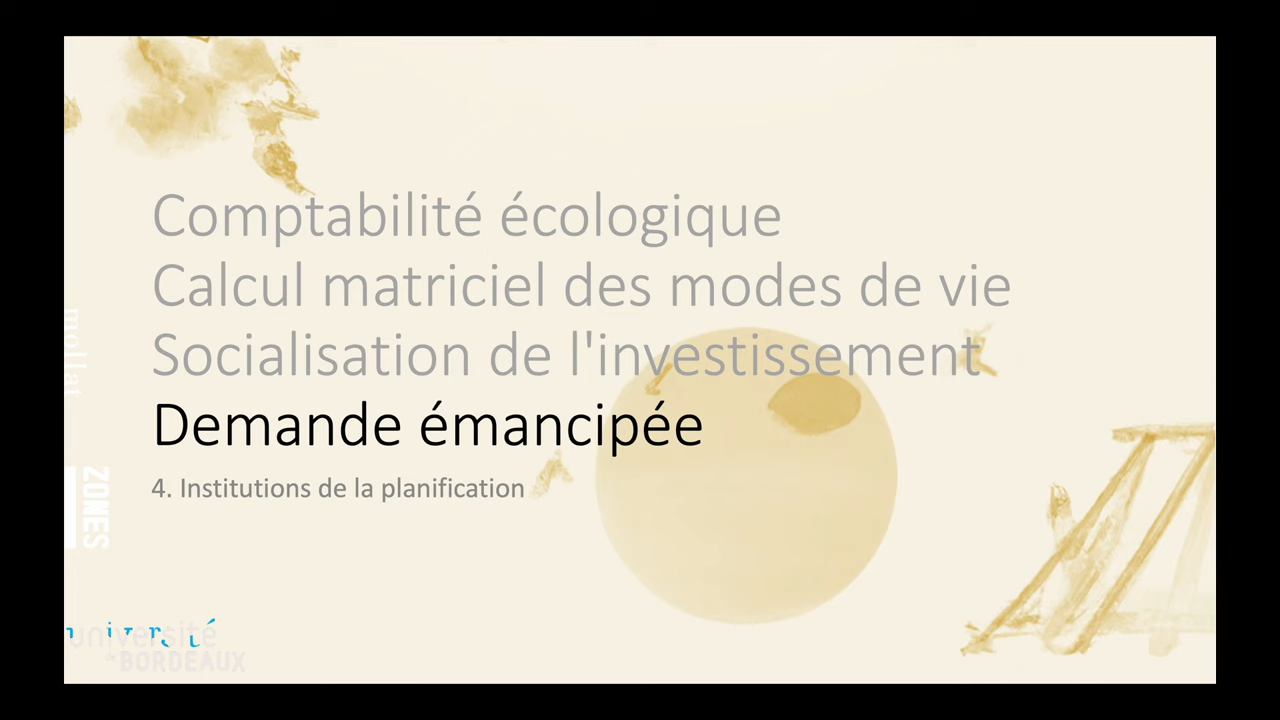 Comptabilité écologique
Calcul matriciel des modes de vie
Socialisation de l'investissement
Demande émancipée
4. Institutions de la planification
mollat
ZONES
université
BORDEAUX